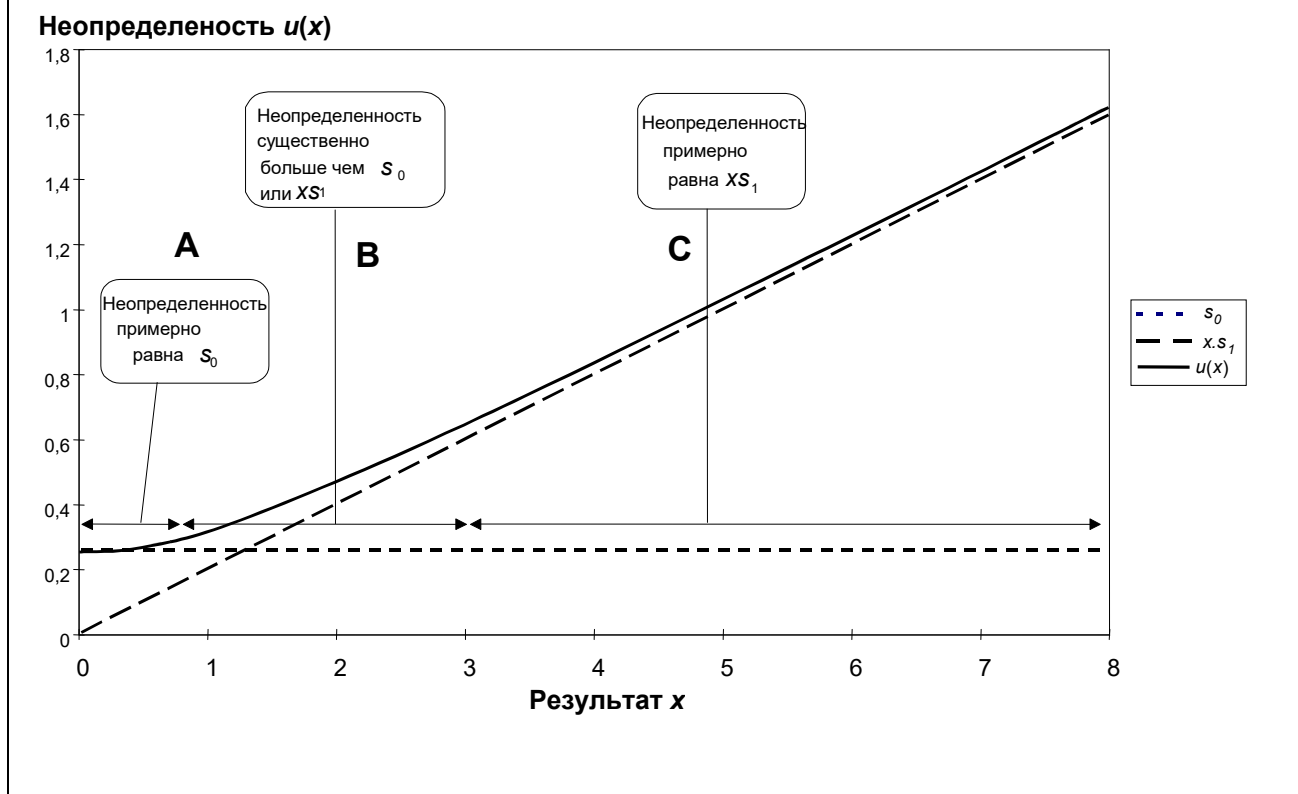 Неопределеность u(x)
1,8
1,6
1,4
1,2
1
0,8
0,6
0,4
0,2
0
Неопределенность
существенно
больше чем s0
или xs1
Неопределенность
примерно
равна xs1
A
B
C
Неопределенность
примерно
равна s0
s0
x.s1
u(x)
0 1 2 3 4 5 6 7 8
Результат x